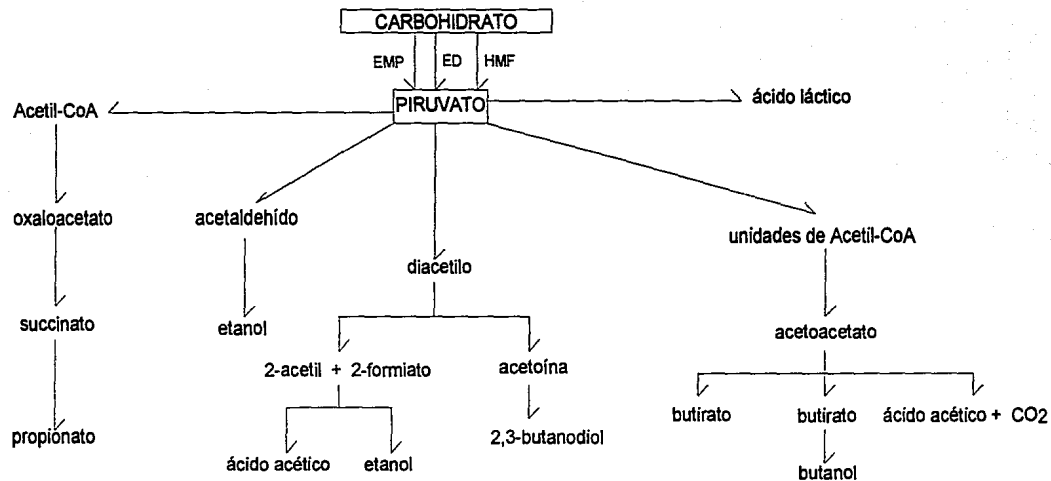 CARBOHIDRATO
EMP ED HMF
PIRUVATO
Acetil-CoA
ácido láctico
oxaloacetato
acetaldehído
unidades de Acetil-CoA
diacetilo
succinato
etanol
acetoacetato
2-acetil + 2-formiato
acetoína
butirato
butirato
ácido acético + CO2
propionato
2,3-butanodiol
ácido acético
etanol
butanol